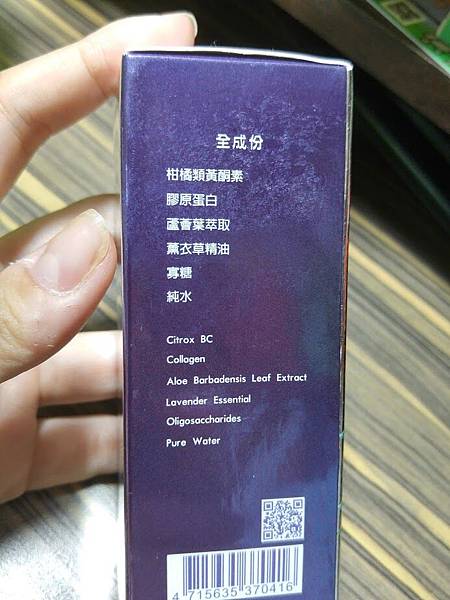 全成份
柑橘類黃酮素
膠原蛋白
蘆薈葉萃取
薰衣草精油
寡糖
純水
Citrox BC
Collagen
Aloe Barbadensis Leaf Extract
Lavender Essential
Oligosaccharides
Pure Water
4 715635 370416